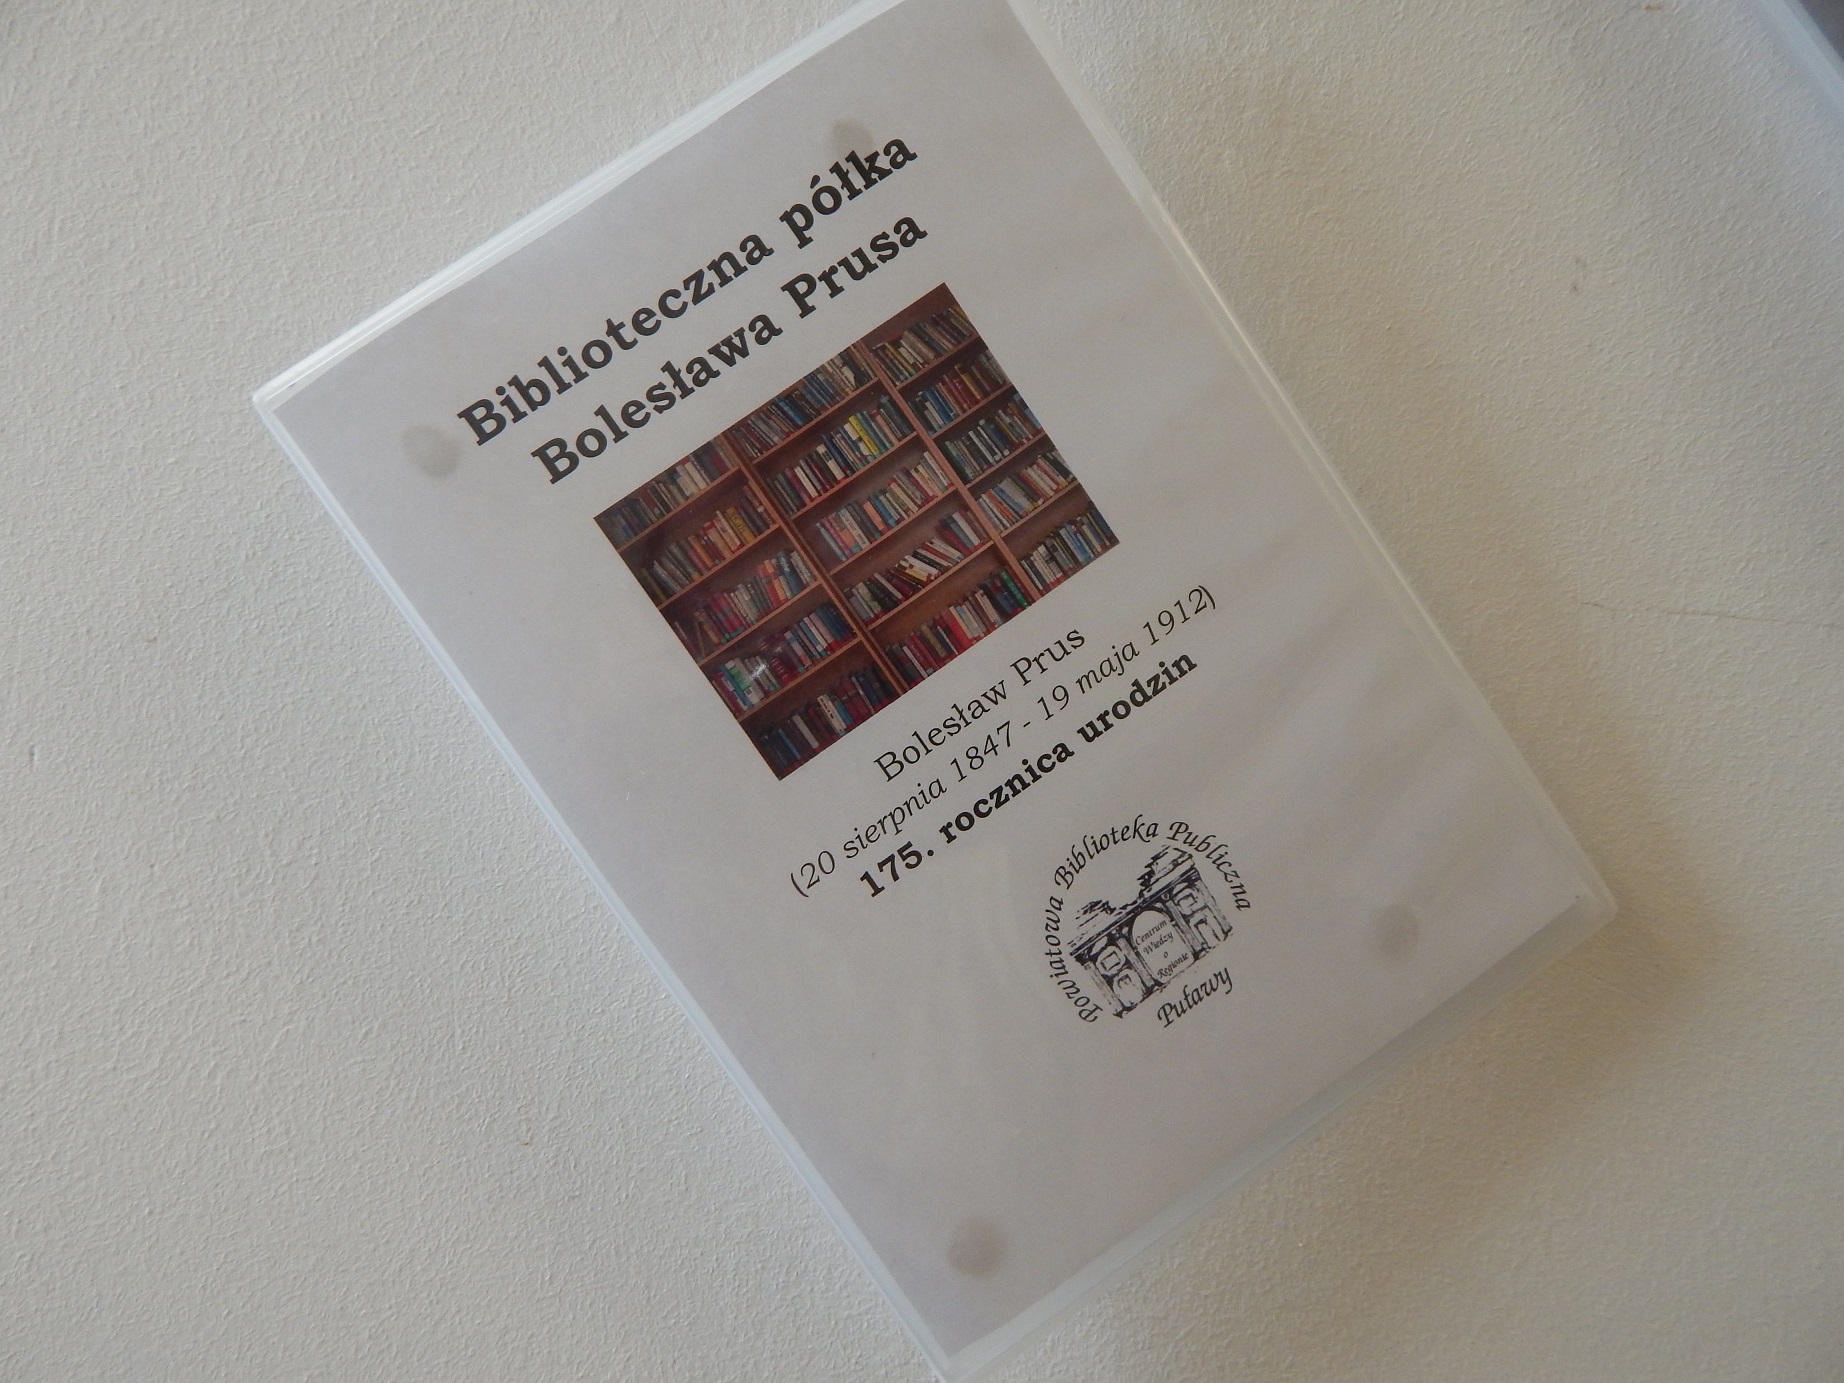 Biblioteczna półka
Bolesława Prusa
Bolesław Prus
(20 sierpnia 1847 - 19 maja 1912)
175. rocznica urodzin
Powiatowa Biblioteka Publiczna
Centrum
Wiedzy
o
Regionie
Puławy